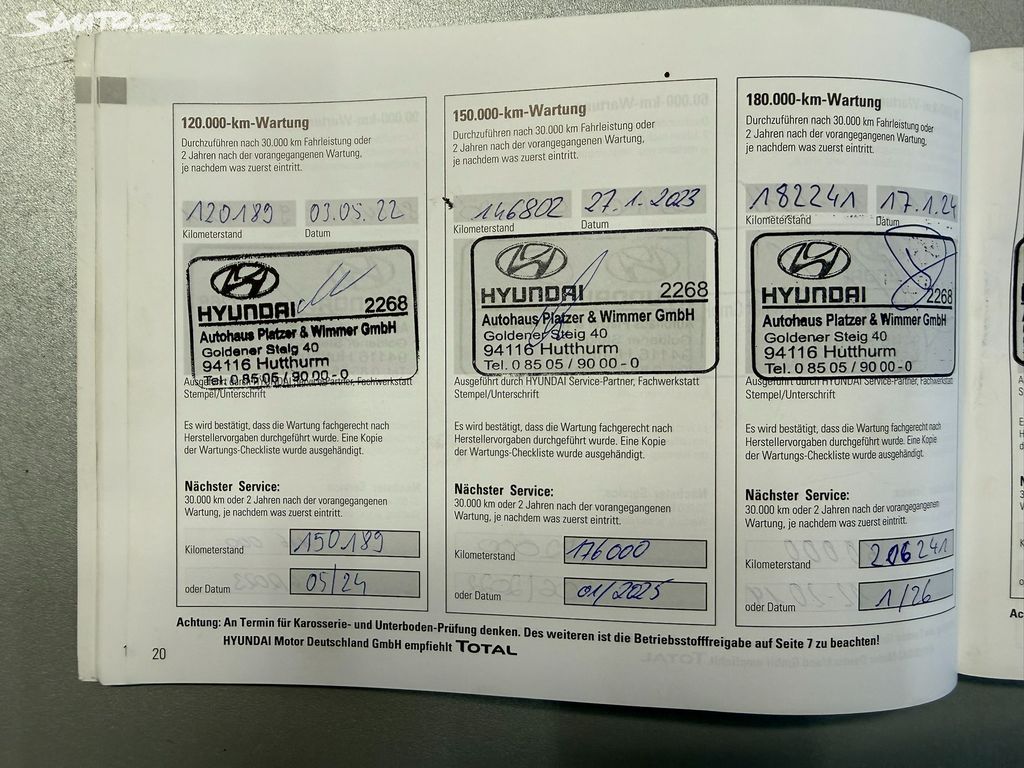 SAUTO.CZ
120.000-km-Wartung
Durchzuführen nach 30.000 km Fahrleistung oder
2 Jahren nach der vorangegangenen Wartung,
je nachdem was zuerst eintritt.
120189 03.05.22
Kilometerstand Datum
HYUNDAI 2268
Autohaus Platzer & Wimmer GmbH
Goldener Steig 40
94116 Hutthurm
Tel. 0 85 05 / 90 00 - 0
Ausgeführt durch HYUNDAI Service-Partner, Fachwerkstatt
Stempel/Unterschrift
Es wird bestätigt, dass die Wartung fachgerecht nach
Herstellervorgaben durchgeführt wurde. Eine Kopie
der Wartungs-Checkliste wurde ausgehändigt.
Nächster Service:
30.000 km oder 2 Jahren nach der vorangegangenen
Wartung, je nachdem was zuerst eintritt.
Kilometerstand 150189
oder Datum 05/24
150.000-km-Wartung
Durchzuführen nach 30.000 km Fahrleistung oder
2 Jahren nach der vorangegangenen Wartung,
je nachdem was zuerst eintritt.
146802 27.1.2023
Kilometerstand Datum
HYUNDAI 2268
Autohaus Platzer & Wimmer GmbH
Goldener Steig 40
94116 Hutthurm
Tel. 0 85 05 / 90 00 - 0
Ausgeführt durch HYUNDAI Service-Partner, Fachwerkstatt
Stempel/Unterschrift
Es wird bestätigt, dass die Wartung fachgerecht nach
Herstellervorgaben durchgeführt wurde. Eine Kopie
der Wartungs-Checkliste wurde ausgehändigt.
Nächster Service:
30.000 km oder 2 Jahren nach der vorangegangenen
Wartung, je nachdem was zuerst eintritt.
Kilometerstand 176000
oder Datum 01/2025
180.000-km-Wartung
Durchzuführen nach 30.000 km Fahrleistung oder
2 Jahren nach der vorangegangenen Wartung,
je nachdem was zuerst eintritt.
182241 17.1.24
Kilometerstand Datum
HYUNDAI 2268
Autohaus Platzer & Wimmer GmbH
Goldener Steig 40
94116 Hutthurm
Tel. 0 85 05 / 90 00 - 0
Ausgeführt durch HYUNDAI Service-Partner, Fachwerkstatt
Stempel/Unterschrift
Es wird bestätigt, dass die Wartung fachgerecht nach
Herstellervorgaben durchgeführt wurde. Eine Kopie
der Wartungs-Checkliste wurde ausgehändigt.
Nächster Service:
30.000 km oder 2 Jahren nach der vorangegangenen
Wartung, je nachdem was zuerst eintritt.
Kilometerstand 206241
oder Datum 1/26
Achtung: An Termin für Karosserie- und Unterboden-Prüfung denken. Des weiteren ist die Betriebsstofffreigabe auf Seite 7 zu beachten!
HYUNDAI Motor Deutschland GmbH empfiehlt TOTAL
1 20